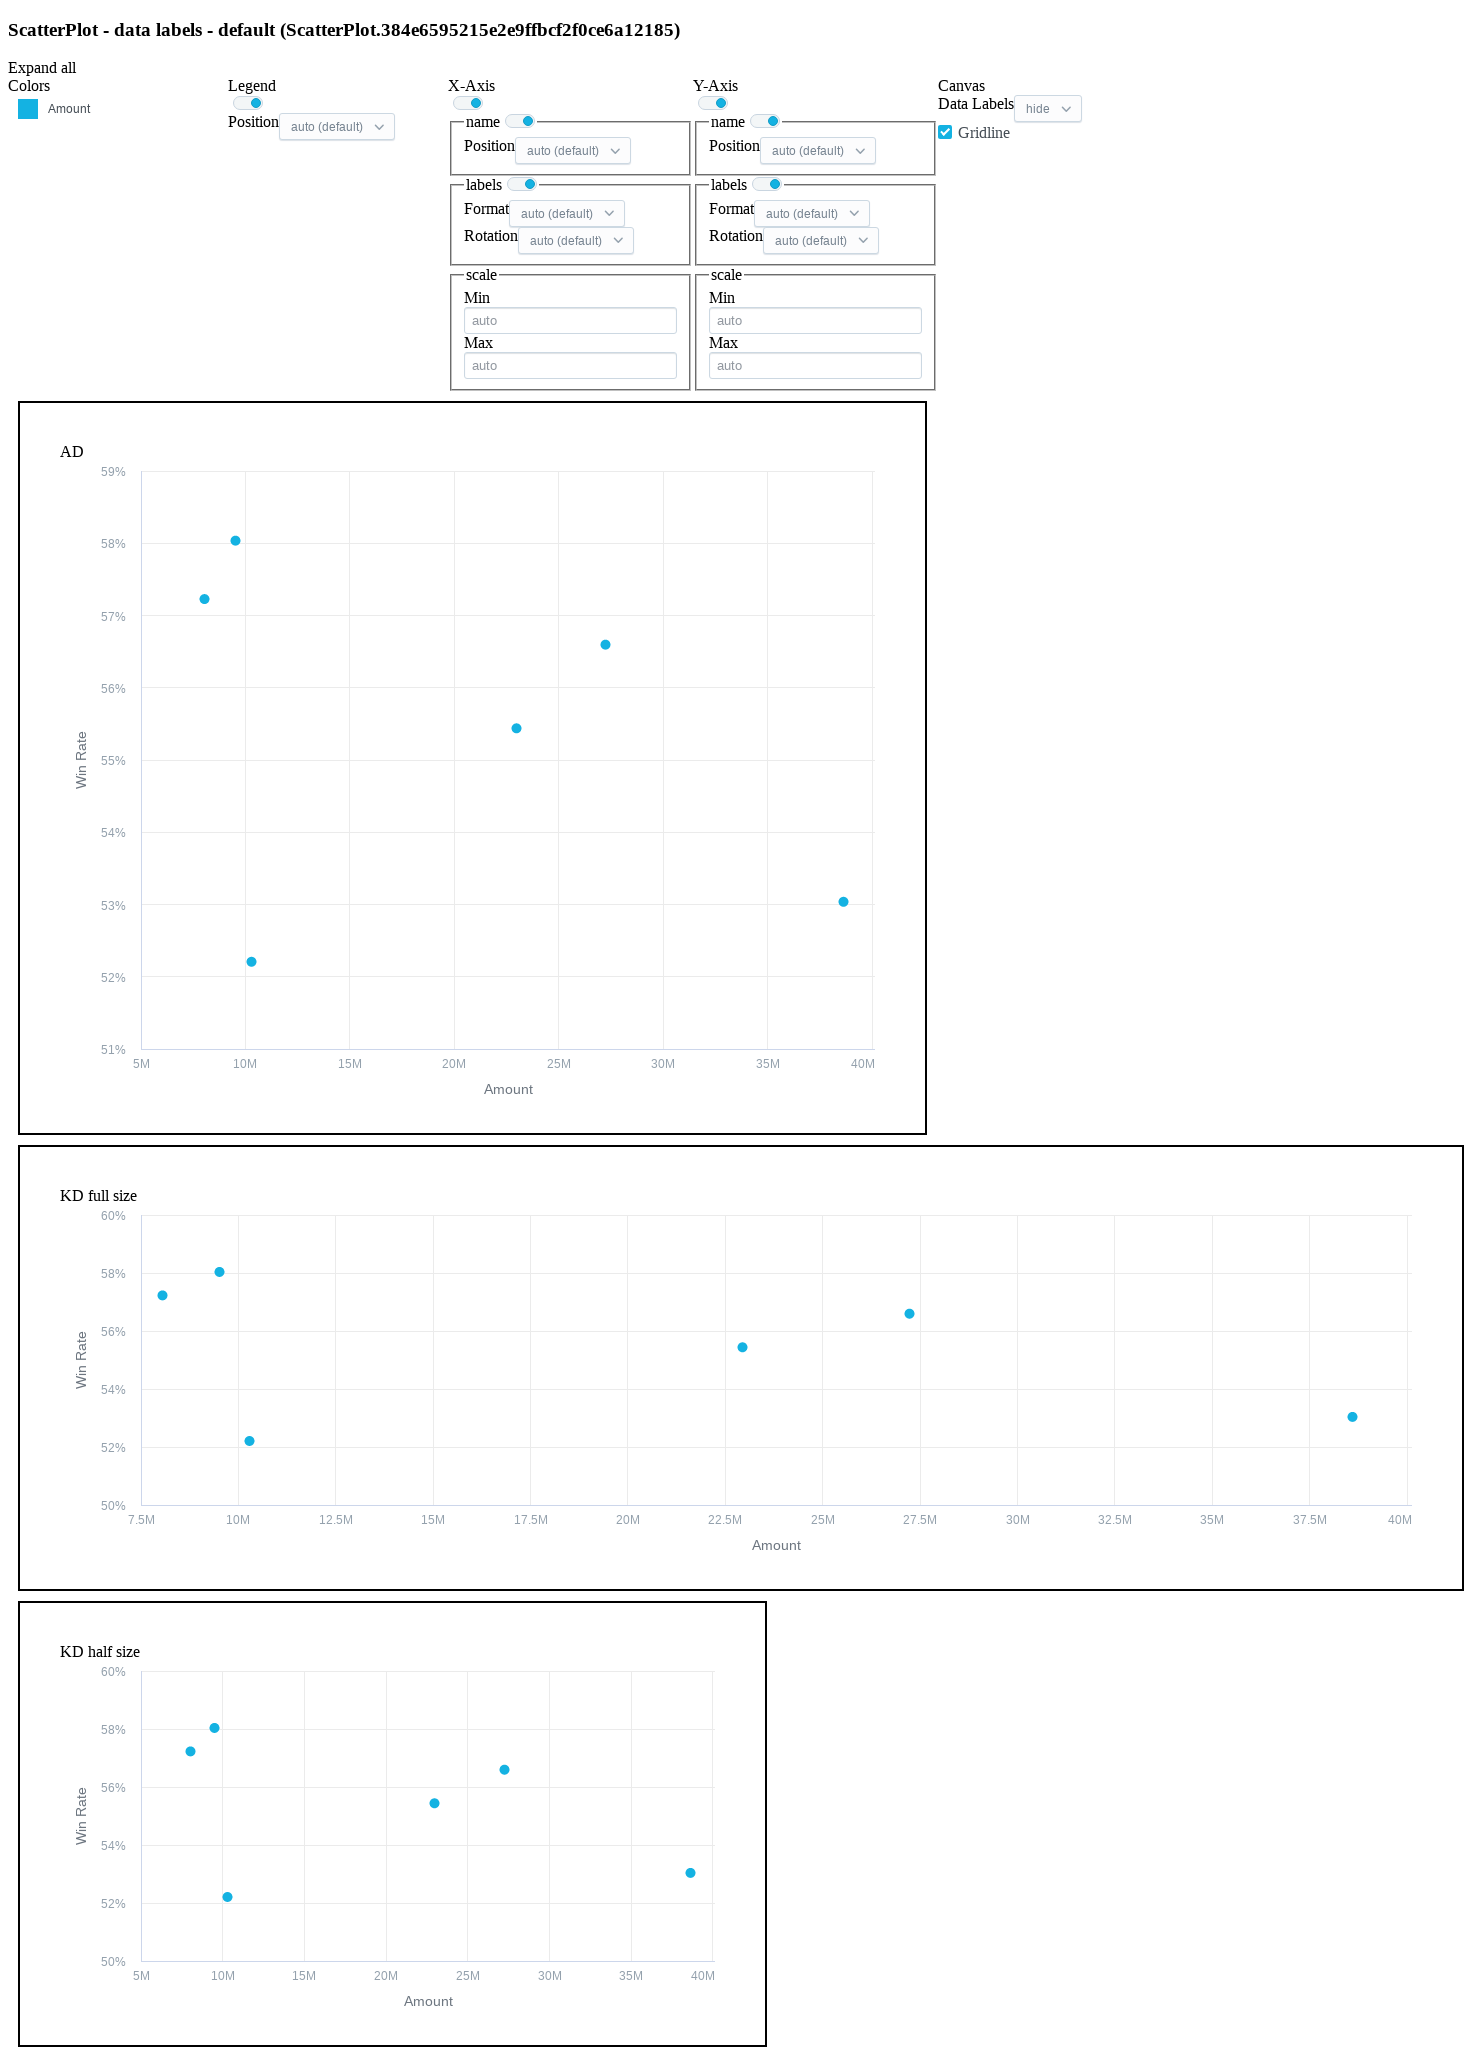 ScatterPlot - data labels - default (ScatterPlot.384e6595215e2e9ffbcf2f0ce6a12185)
Expand all
Colors
Amount
Legend
Position auto (default)
X-Axis
name
Position auto (default)
labels
Format auto (default)
Rotation auto (default)
scale
Min
auto
Max
auto
Y-Axis
name
Position auto (default)
labels
Format auto (default)
Rotation auto (default)
scale
Min
auto
Max
auto
Canvas
Data Labels hide
Gridline
AD
59%
58%
57%
56%
55%
54%
53%
52%
51%
Win Rate
5M 10M 15M 20M 25M 30M 35M 40M
Amount
KD full size
60%
58%
56%
54%
52%
50%
Win Rate
7.5M 10M 12.5M 15M 17.5M 20M 22.5M 25M 27.5M 30M 32.5M 35M 37.5M 40M
Amount
KD half size
60%
58%
56%
54%
52%
50%
Win Rate
5M 10M 15M 20M 25M 30M 35M 40M
Amount